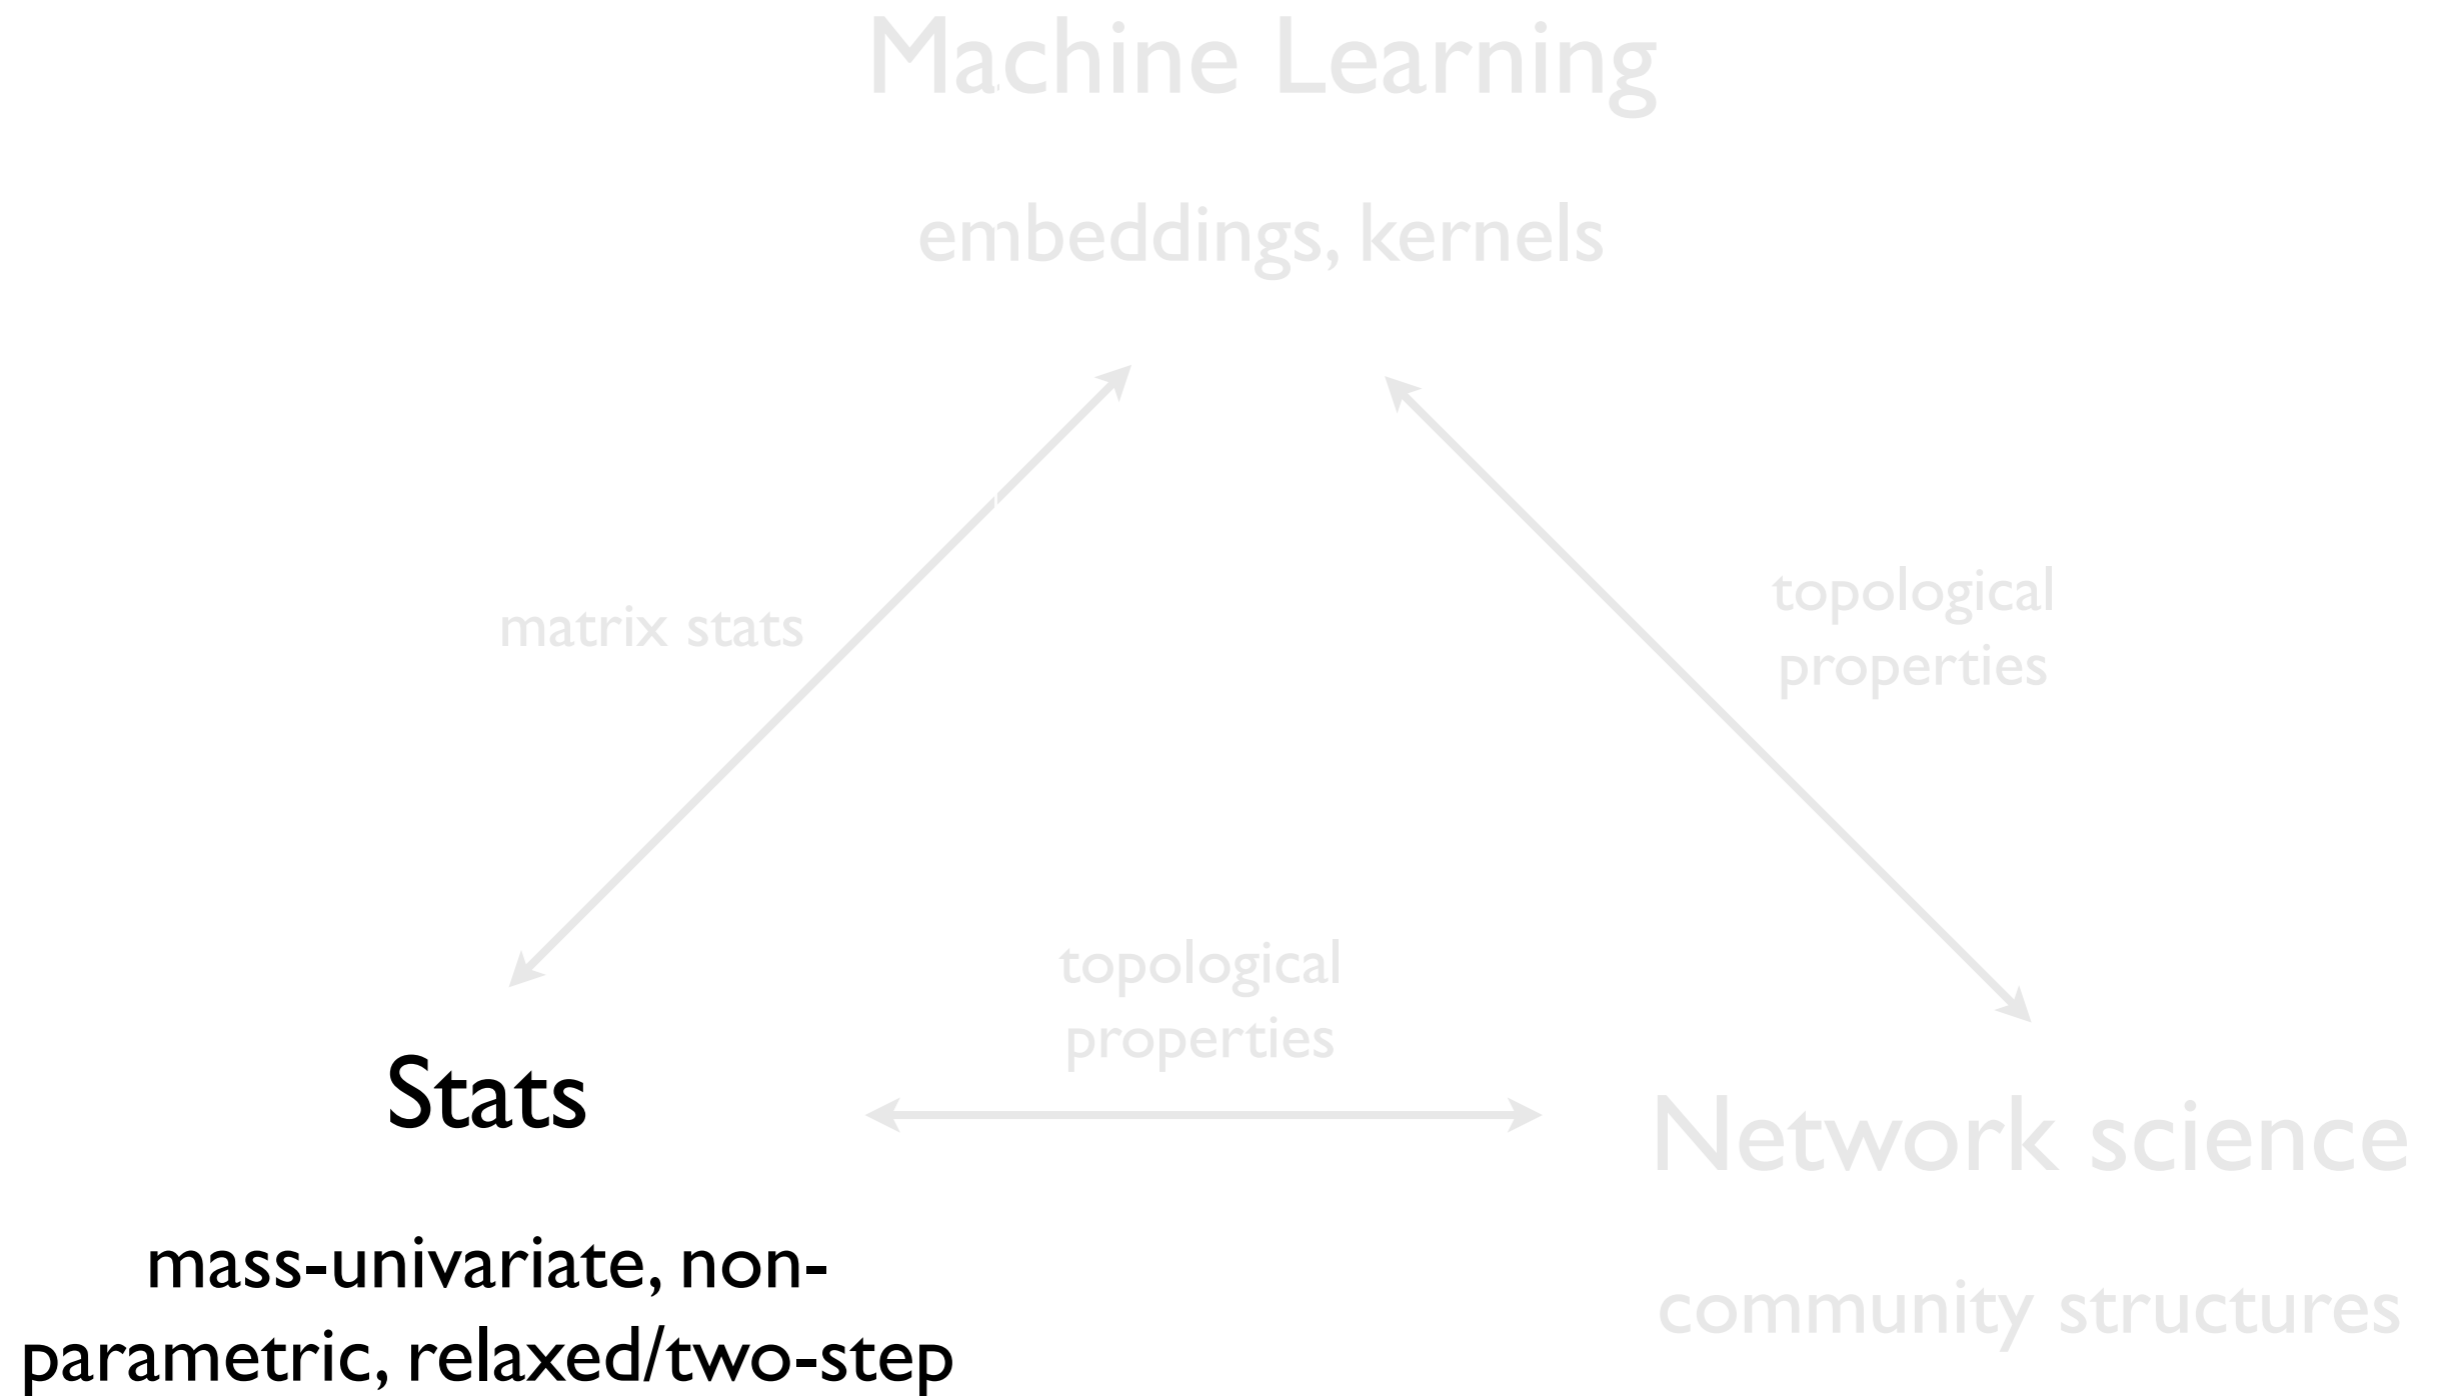 Machine Learning
embeddings, kernels
matrix stats
topological
properties
topological
properties
Stats
Network science
mass-univariate, non-
parametric, relaxed/two-step
community structures